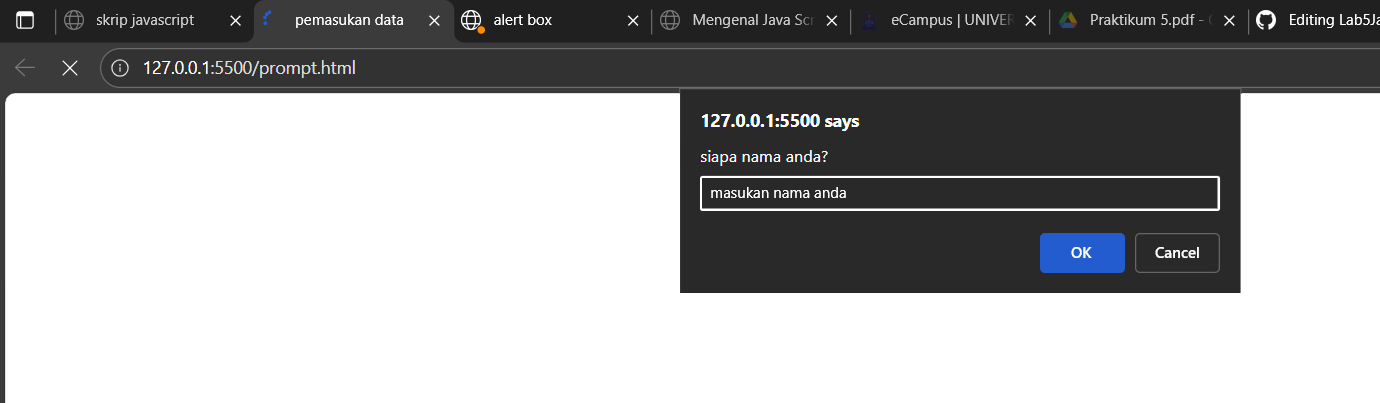 skrip javascript
pemasukan data
alert box
Mengenal Java Scr
eCampus | UNIVER
Praktikum 5.pdf -
Editing Lab5Ja
127.0.0.1:5500/prompt.html
127.0.0.1:5500 says
siapa nama anda?
masukan nama anda
OK
Cancel